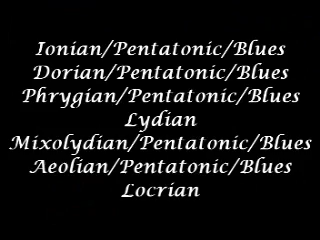 Ionian/Pentatonic/Blues
Dorian/Pentatonic/Blues
Phrygian/Pentatonic/Blues
Lydian
Mixolydian/Pentatonic/Blues
Aeolian/Pentatonic/Blues
Locrian